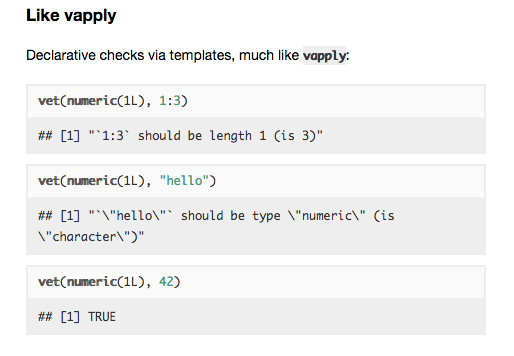 Like vapply
Declarative checks via templates, much like vapply:
vet(numeric(1L), 1:3)
## [1] "`1:3` should be length 1 (is 3)"
vet(numeric(1L), "hello")
## [1] "`\"hello\"` should be type \"numeric\" (is
\"character\")"
vet(numeric(1L), 42)
## [1] TRUE